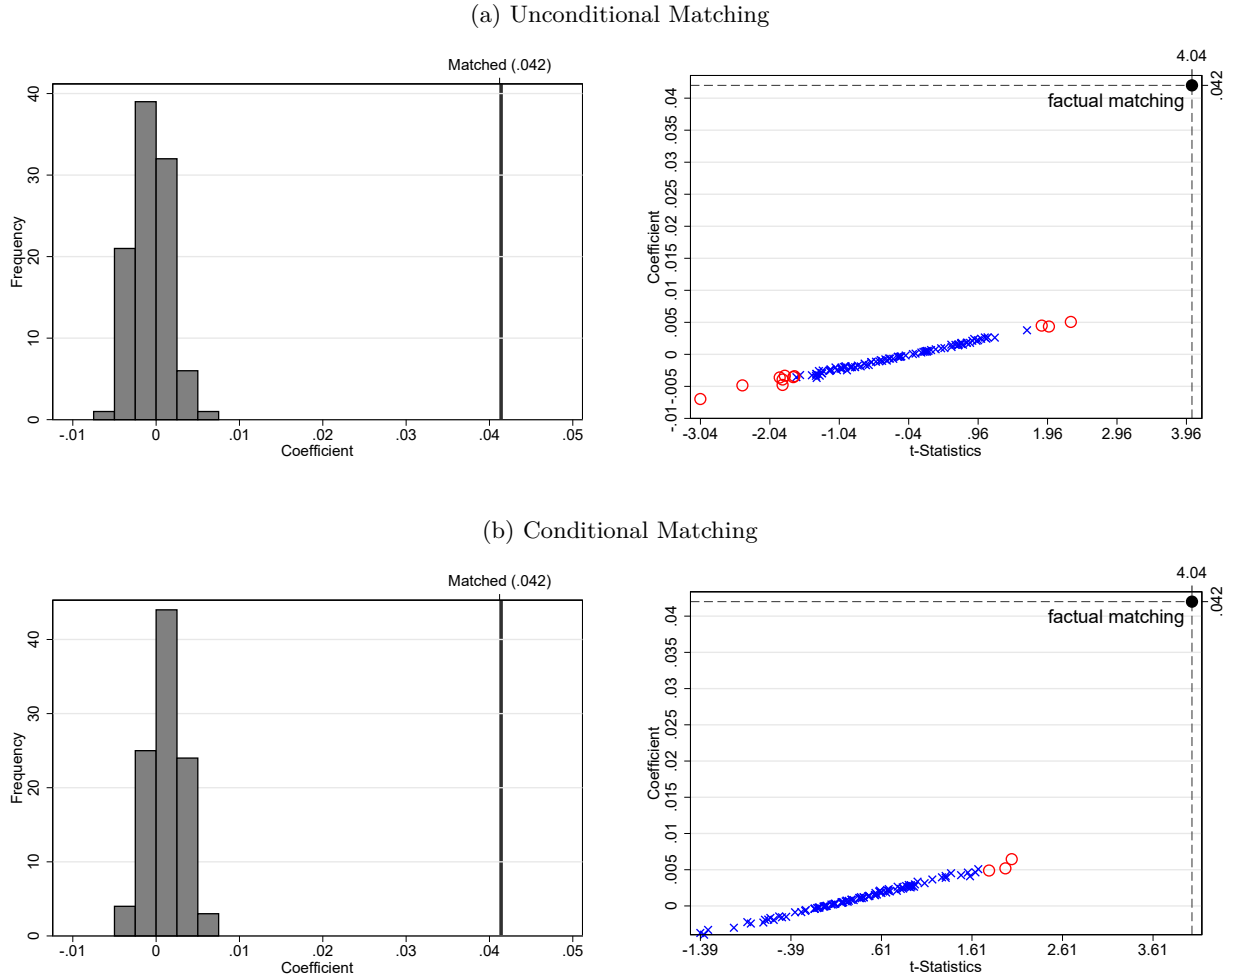 (a) Unconditional Matching
Matched (.042)
Frequency
40
30
20
10
0
-.01 0 .01 .02 .03 .04 .05
Coefficient
4.04
.042
factual matching
Coefficient
.04
.035
.03
.025
.02
.015
.01
.005
0
-.005
-.01
-3.04 -2.04 -1.04 -.04 .96 1.96 2.96 3.96
t-Statistics
(b) Conditional Matching
Matched (.042)
Frequency
40
30
20
10
0
-.01 0 .01 .02 .03 .04 .05
Coefficient
4.04
.042
factual matching
Coefficient
.04
.035
.03
.025
.02
.015
.01
.005
0
-1.39 -.39 .61 1.61 2.61 3.61
t-Statistics